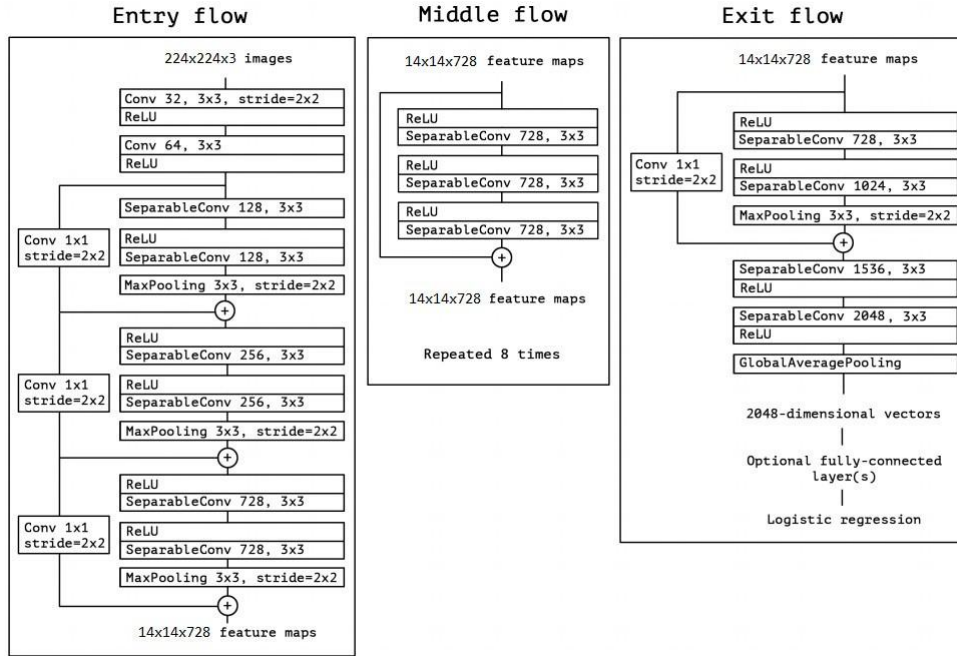 Entry flow
224x224x3 images
Conv 32, 3x3, stride=2x2
ReLU
Conv 64, 3x3
ReLU
SeparableConv 128, 3x3
Conv 1x1
stride=2x2
ReLU
SeparableConv 128, 3x3
MaxPooling 3x3, stride=2x2
+
ReLU
SeparableConv 256, 3x3
Conv 1x1
stride=2x2
ReLU
SeparableConv 256, 3x3
MaxPooling 3x3, stride=2x2
+
ReLU
SeparableConv 728, 3x3
Conv 1x1
stride=2x2
ReLU
SeparableConv 728, 3x3
MaxPooling 3x3, stride=2x2
+
14x14x728 feature maps
Middle flow
14x14x728 feature maps
ReLU
SeparableConv 728, 3x3
ReLU
SeparableConv 728, 3x3
ReLU
SeparableConv 728, 3x3
+
14x14x728 feature maps
Repeated 8 times
Exit flow
14x14x728 feature maps
ReLU
SeparableConv 728, 3x3
Conv 1x1
stride=2x2
ReLU
SeparableConv 1024, 3x3
MaxPooling 3x3, stride=2x2
+
SeparableConv 1536, 3x3
ReLU
SeparableConv 2048, 3x3
ReLU
GlobalAveragePooling
2048-dimensional vectors
Optional fully-connected
layer(s)
Logistic regression